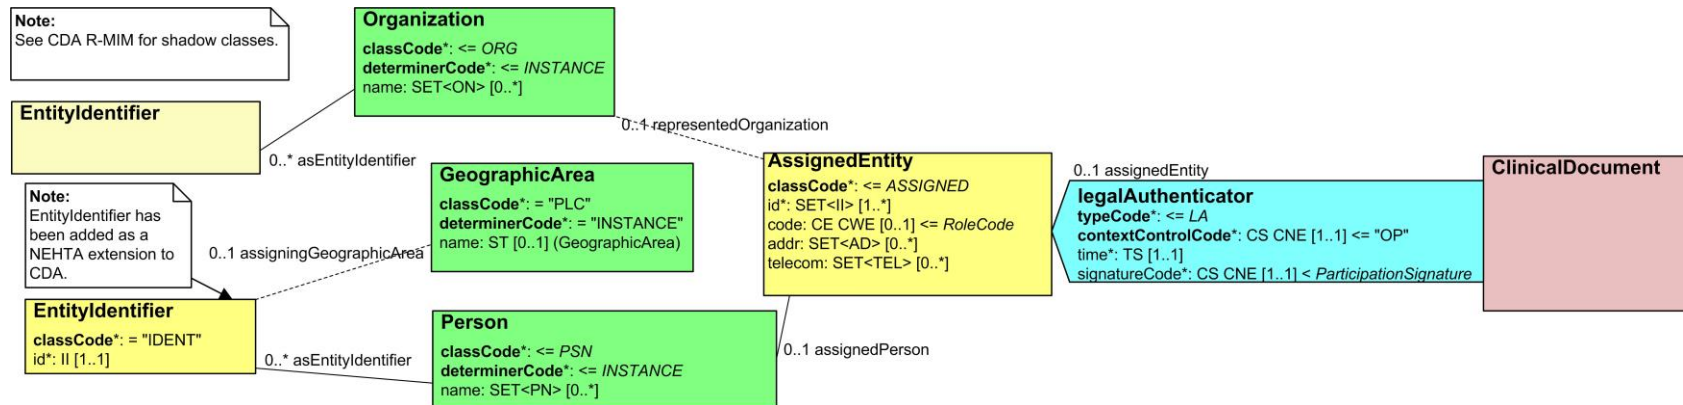 Note:
See CDA R-MIM for shadow classes.
EntityIdentifier
0..* asEntityIdentifier
Organization
classCode*: <= ORG
determinerCode*: <= INSTANCE
name: SET<ON> [0..*]
0..1 representedOrganization
Note:
EntityIdentifier has
been added as a
NEHTA extension to
CDA.
0..1 assigningGeographicArea
GeographicArea
classCode*: = "PLC"
determinerCode*: = "INSTANCE"
name: ST [0..1] (GeographicArea)
EntityIdentifier
classCode*: = "IDENT"
id*: II [1..1]
0..* asEntityIdentifier
Person
classCode*: <= PSN
determinerCode*: <= INSTANCE
name: SET<PN> [0..*]
0..1 assignedPerson
AssignedEntity
classCode*: <= ASSIGNED
id*: SET<II> [1..*]
code: CE CWE [0..1] <= RoleCode
addr: SET<AD> [0..*]
telecom: SET<TEL> [0..*]
0..1 assignedEntity
legalAuthenticator
typeCode*: <= LA
contextControlCode*: CS CNE [1..1] <= "OP"
time*: TS [1..1]
signatureCode*: CS CNE [1..1] < ParticipationSignature
ClinicalDocument